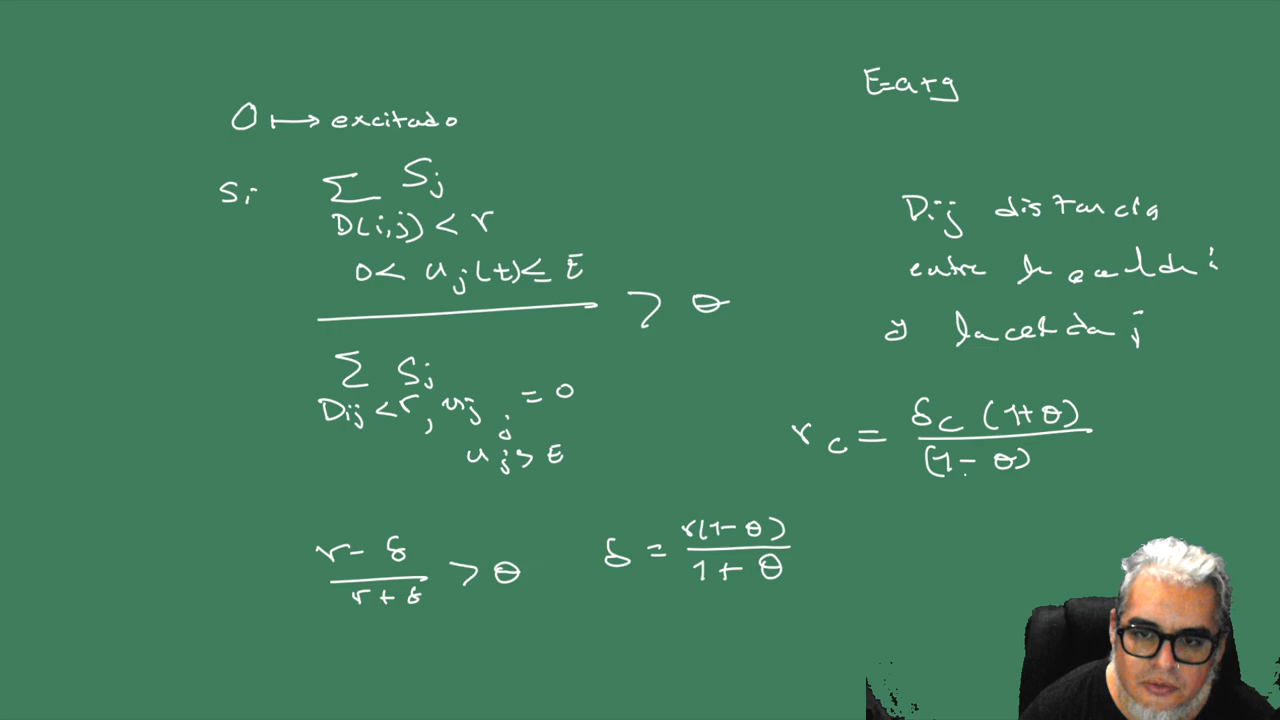 E=a+g
O ↦ excitado
Si ∑ Sj
D(i,j) < r
0 < uj(t) ≤ E
> θ
∑ Sj
Dij < r, uj = 0
uj > E
Dij distancia
entre la celda i
y la celda j
rc = δc (1+θ) / (1-θ)
r - δ / r + δ > θ
δ = r(1-θ) / 1+θ